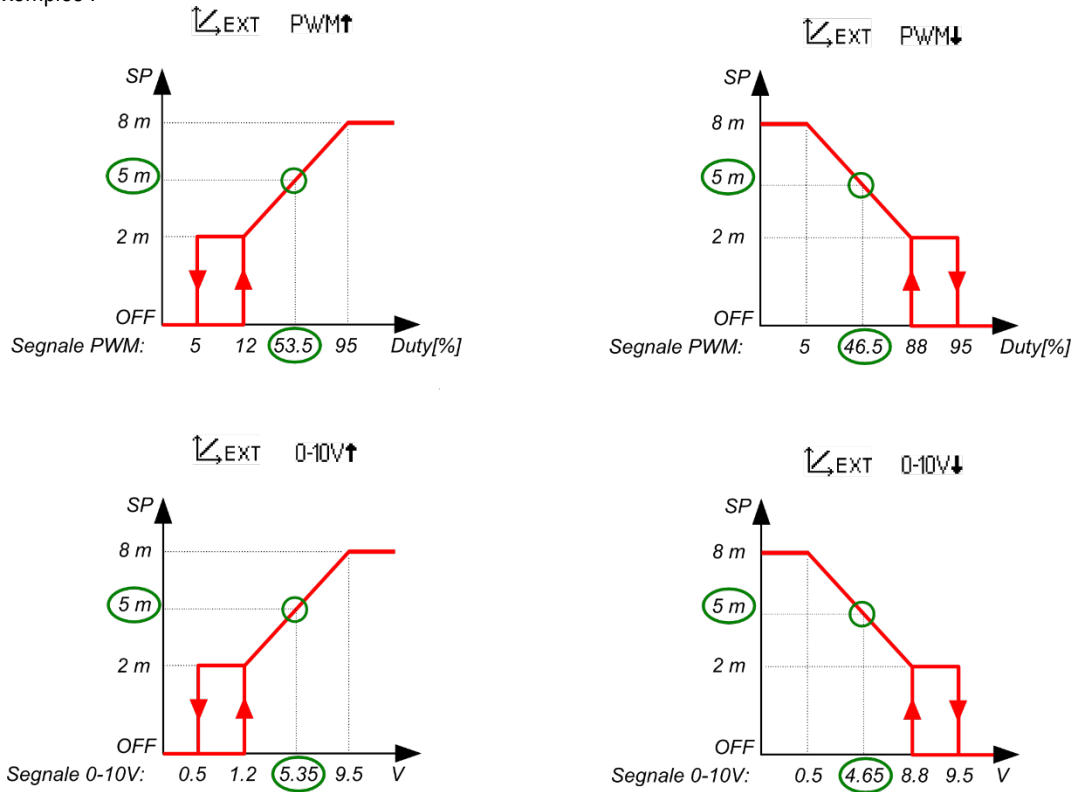 EXT PWM↑
SP
8 m
5 m
2 m
OFF
Segnale PWM: 5 12 53.5 95 Duty[%]
EXT PWM↓
SP
8 m
5 m
2 m
OFF
Segnale PWM: 5 46.5 88 95 Duty[%]
EXT 0-10V↑
SP
8 m
5 m
2 m
OFF
Segnale 0-10V: 0.5 1.2 5.35 9.5 V
EXT 0-10V↓
SP
8 m
5 m
2 m
OFF
Segnale 0-10V: 0.5 4.65 8.8 9.5 V